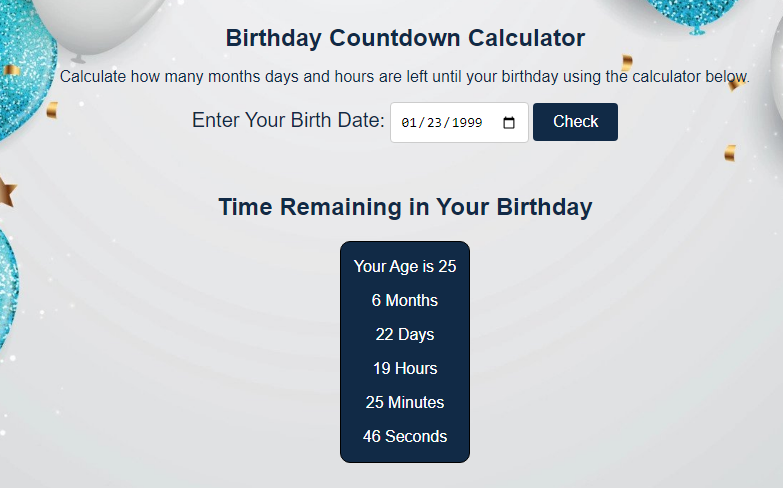 Birthday Countdown Calculator
Calculate how many months days and hours are left until your birthday using the calculator below.
Enter Your Birth Date: 01/23/1999 Check
Time Remaining in Your Birthday
Your Age is 25
6 Months
22 Days
19 Hours
25 Minutes
46 Seconds